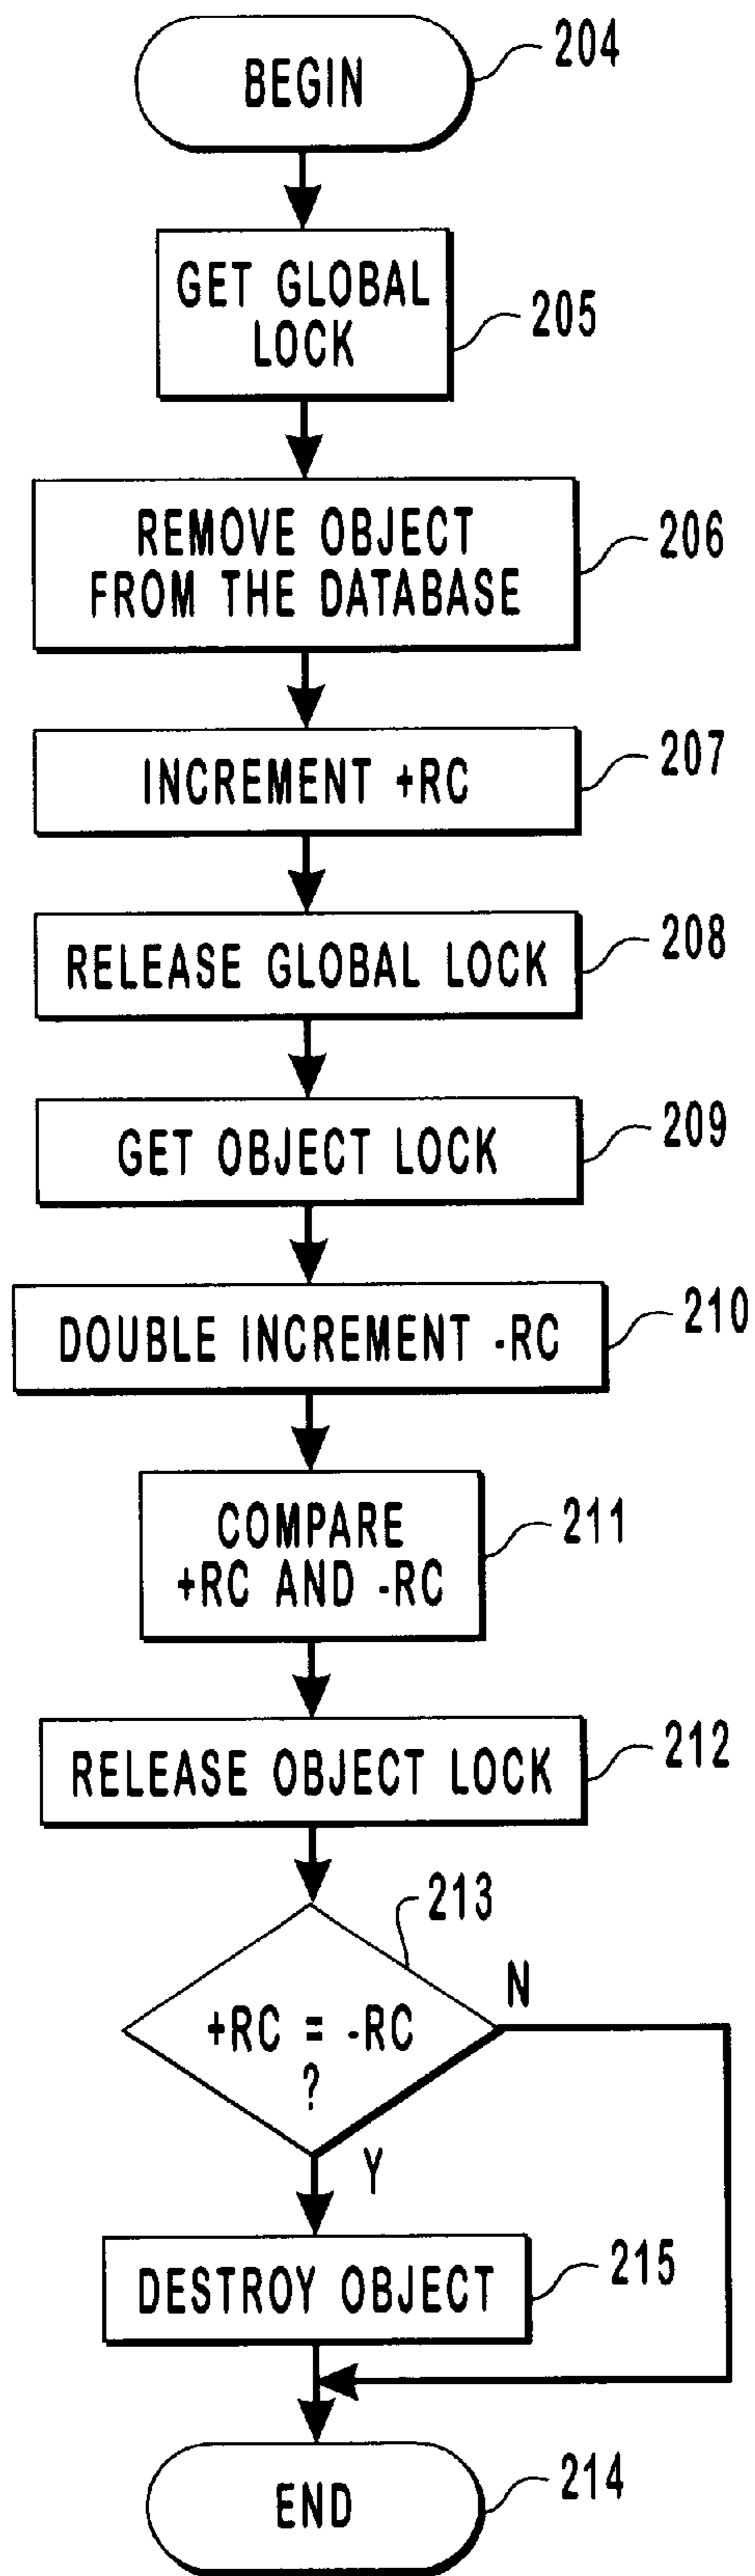 BEGIN
204
GET GLOBAL
LOCK
205
REMOVE OBJECT
FROM THE DATABASE
206
INCREMENT +RC
207
RELEASE GLOBAL LOCK
208
GET OBJECT LOCK
209
DOUBLE INCREMENT -RC
210
COMPARE
+RC AND -RC
211
RELEASE OBJECT LOCK
212
213
+RC = -RC
?
N
Y
DESTROY OBJECT
215
END
214